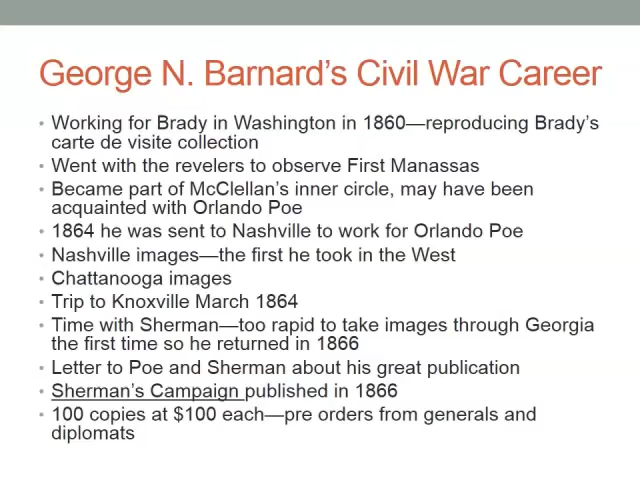 George N. Barnard’s Civil War Career
• Working for Brady in Washington in 1860—reproducing Brady’s
carte de visite collection
• Went with the revelers to observe First Manassas
• Became part of McClellan’s inner circle, may have been
acquainted with Orlando Poe
• 1864 he was sent to Nashville to work for Orlando Poe
• Nashville images—the first he took in the West
• Chattanooga images
• Trip to Knoxville March 1864
• Time with Sherman—too rapid to take images through Georgia
the first time so he returned in 1866
• Letter to Poe and Sherman about his great publication
• Sherman’s Campaign published in 1866
• 100 copies at $100 each—pre orders from generals and
diplomats